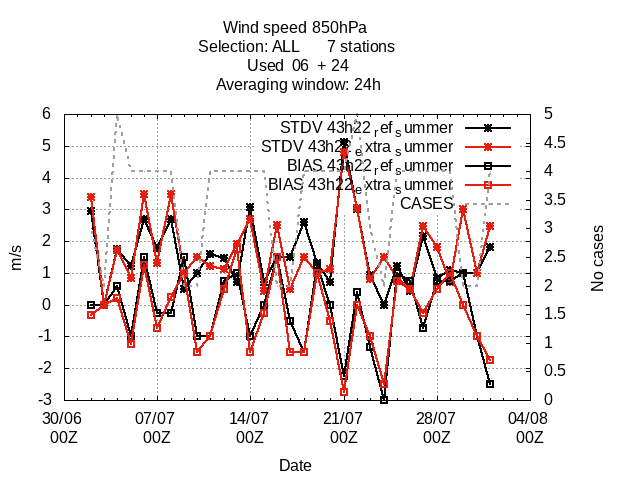 Wind speed 850hPa
Selection: ALL 7 stations
Used 06 + 24
Averaging window: 24h
STDV 43h22_ref_summer
STDV 43h22_extra_summer
BIAS 43h22_ref_summer
BIAS 43h22_extra_summer
CASES
m/s
6
5
4
3
2
1
0
-1
-2
-3
5
4.5
4
3.5
3
2.5
2
1.5
1
0.5
0
No cases
30/06 07/07 14/07 21/07 28/07 04/08
00Z 00Z 00Z 00Z 00Z 00Z
Date